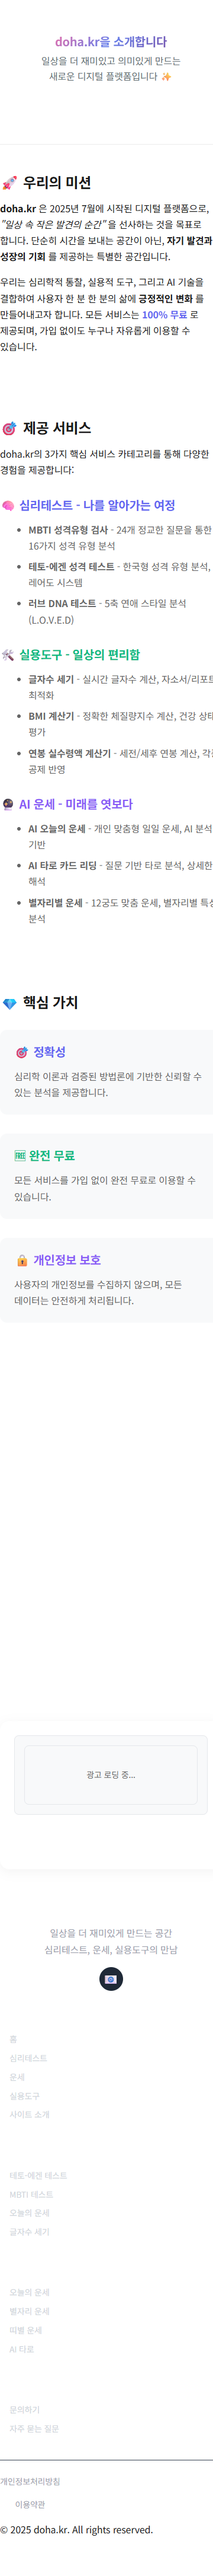 doha.kr을 소개합니다
일상을 더 재미있고 의미있게 만드는
새로운 디지털 플랫폼입니다 ✨
🚀 우리의 미션
doha.kr 은 2025년 7월에 시작된 디지털 플랫폼으로,
"일상 속 작은 발견의 순간" 을 선사하는 것을 목표로
합니다. 단순히 시간을 보내는 공간이 아닌, 자기 발견과
성장의 기회 를 제공하는 특별한 공간입니다.
우리는 심리학적 통찰, 실용적 도구, 그리고 AI 기술을
결합하여 사용자 한 분 한 분의 삶에 긍정적인 변화 를
만들어내고자 합니다. 모든 서비스는 100% 무료 로
제공되며, 가입 없이도 누구나 자유롭게 이용할 수
있습니다.
🎯 제공 서비스
doha.kr의 3가지 핵심 서비스 카테고리를 통해 다양한
경험을 제공합니다:
🧠 심리테스트 - 나를 알아가는 여정
• MBTI 성격유형 검사 - 24개 정교한 질문을 통한
16가지 성격 유형 분석
• 테토-에겐 성격 테스트 - 한국형 성격 유형 분석,
레어도 시스템
• 러브 DNA 테스트 - 5축 연애 스타일 분석
(L.O.V.E.D)
🛠️ 실용도구 - 일상의 편리함
• 글자수 세기 - 실시간 글자수 계산, 자소서/리포트
최적화
• BMI 계산기 - 정확한 체질량지수 계산, 건강 상태
평가
• 연봉 실수령액 계산기 - 세전/세후 연봉 계산, 각종
공제 반영
🔮 AI 운세 - 미래를 엿보다
• AI 오늘의 운세 - 개인 맞춤형 일일 운세, AI 분석
기반
• AI 타로 카드 리딩 - 질문 기반 타로 분석, 상세한
해석
• 별자리별 운세 - 12궁도 맞춤 운세, 별자리별 특성
분석
💎 핵심 가치
🎯 정확성
심리학 이론과 검증된 방법론에 기반한 신뢰할 수
있는 분석을 제공합니다.
🆓 완전 무료
모든 서비스를 가입 없이 완전 무료로 이용할 수
있습니다.
🔒 개인정보 보호
사용자의 개인정보를 수집하지 않으며, 모든
데이터는 안전하게 처리됩니다.
광고 로딩 중...
일상을 더 재미있게 만드는 공간
심리테스트, 운세, 실용도구의 만남
홈
심리테스트
운세
실용도구
사이트 소개
테토-에겐 테스트
MBTI 테스트
오늘의 운세
글자수 세기
오늘의 운세
별자리 운세
띠별 운세
AI 타로
문의하기
자주 묻는 질문
개인정보처리방침
이용약관
© 2025 doha.kr. All rights reserved.